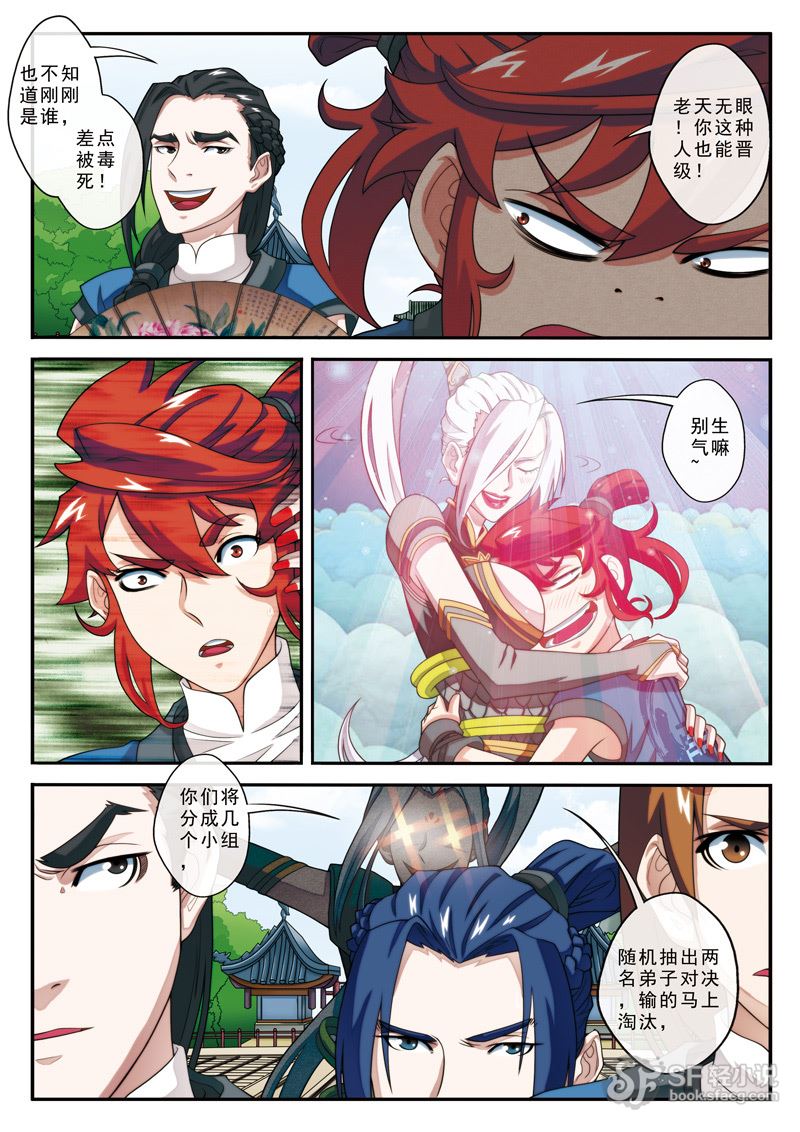 也不知
道刚刚
是谁，
差点
被毒
死！
老天无眼
！你这种
人也能晋
级！
别生
气嘛
~
你们将
分成几
个小组
，
随机抽出两
名弟子对决
，输的马上
淘汰，
SF轻小说
book.sfacg.com